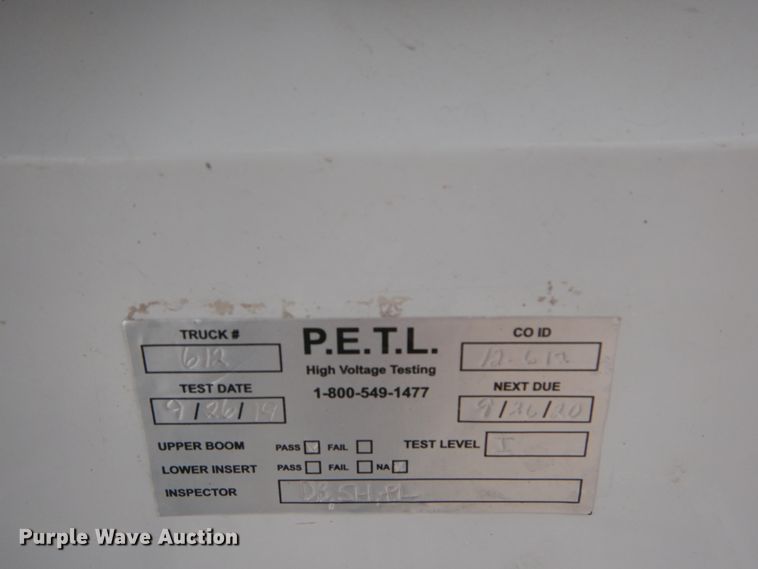 TRUCK # P.E.T.L. CO ID
612 High Voltage Testing 12-612
TEST DATE 1-800-549-1477 NEXT DUE
9/26/19 9/26/20
UPPER BOOM PASS FAIL TEST LEVEL I
LOWER INSERT PASS FAIL NA
INSPECTOR
Purple Wave Auction